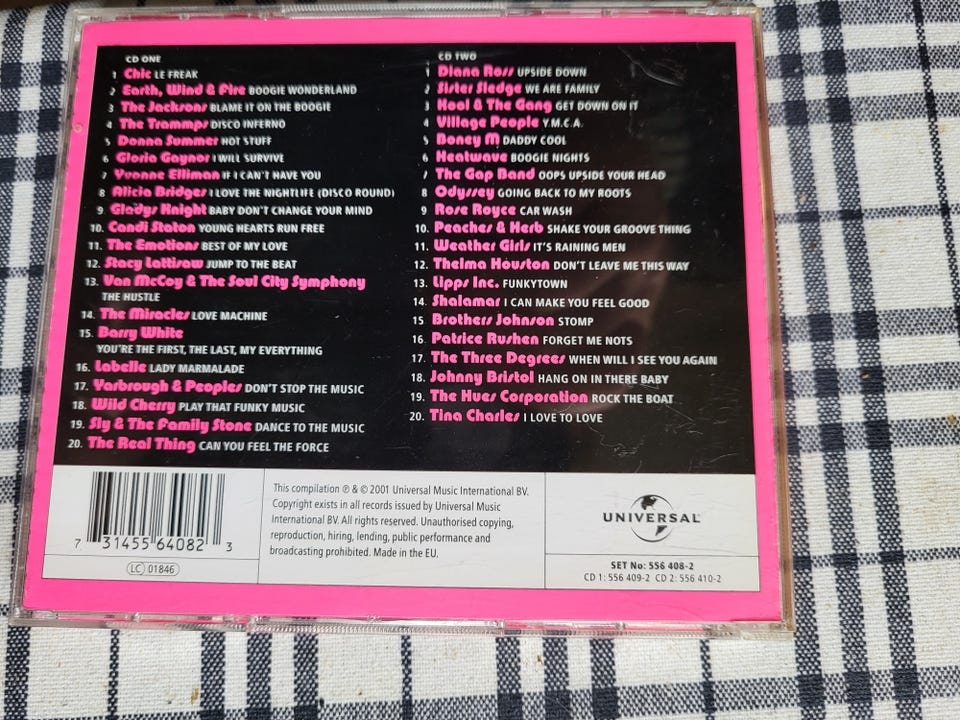 CD ONE
1 Chic LE FREAK
2 Earth, Wind & Fire BOOGIE WONDERLAND
3 The Jacksons BLAME IT ON THE BOOGIE
4 The Trammps DISCO INFERNO
5 Donna Summer HOT STUFF
6 Gloria Gaynor I WILL SURVIVE
7 Yvonne Elliman IF I CAN'T HAVE YOU
8 Alicia Bridges I LOVE THE NIGHTLIFE (DISCO ROUND)
9 Gladys Knight BABY DON'T CHANGE YOUR MIND
10. Candi Staton YOUNG HEARTS RUN FREE
11. The Emotions BEST OF MY LOVE
12. Stacy Lattisaw JUMP TO THE BEAT
13. Van McCoy & The Soul City Symphony
THE HUSTLE
14. The Miracles LOVE MACHINE
15. Barry White
YOU'RE THE FIRST, THE LAST, MY EVERYTHING
16. Labelle LADY MARMALADE
17. Yarbrough & Peoples DON'T STOP THE MUSIC
18. Wild Cherry PLAY THAT FUNKY MUSIC
19. Sly & The Family Stone DANCE TO THE MUSIC
20. The Real Thing CAN YOU FEEL THE FORCE
CD TWO
1 Diana Ross UPSIDE DOWN
2 Sister Sledge WE ARE FAMILY
3 Kool & The Gang GET DOWN ON IT
4 Village People Y.M.C.A.
5 Boney M DADDY COOL
6 Heatwave BOOGIE NIGHTS
7 The Gap Band OOPS UPSIDE YOUR HEAD
8 Odyssey GOING BACK TO MY ROOTS
9 Rose Royce CAR WASH
10. Peaches & Herb SHAKE YOUR GROOVE THING
11. Weather Girls IT'S RAINING MEN
12. Thelma Houston DON'T LEAVE ME THIS WAY
13. Lipps Inc. FUNKYTOWN
14. Shalamar I CAN MAKE YOU FEEL GOOD
15 Brothers Johnson STOMP
16. Patrice Rushen FORGET ME NOTS
17. The Three Degrees WHEN WILL I SEE YOU AGAIN
18. Johnny Bristol HANG ON IN THERE BABY
19. The Hues Corporation ROCK THE BOAT
20. Tina Charles I LOVE TO LOVE
7 31455 64082 3
LC 01846
This compilation ℗ & © 2001 Universal Music International BV.
Copyright exists in all records issued by Universal Music
International BV. All rights reserved. Unauthorised copying,
reproduction, hiring, lending, public performance and
broadcasting prohibited. Made in the EU.
UNIVERSAL
SET No: 556 408-2
CD 1: 556 409-2 CD 2: 556 410-2